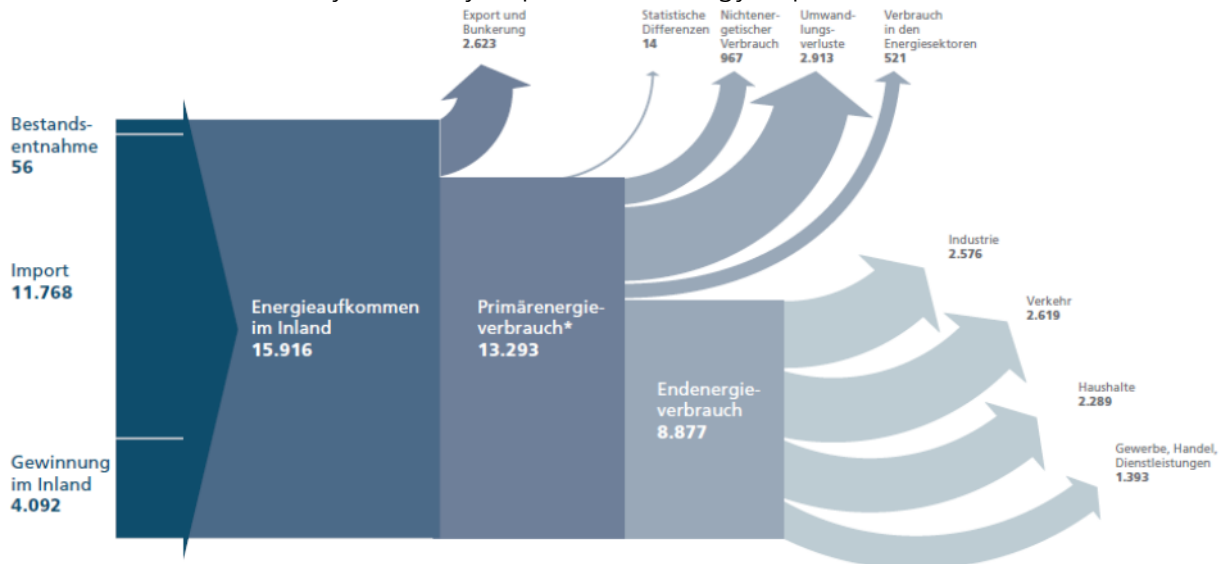 Export und
Bunkerung
2.623
Statistische
Differenzen
14
Nichtener-
getischer
Verbrauch
967
Umwand-
lungs-
verluste
2.913
Verbrauch
in den
Energiesektoren
521
Bestands-
entnahme
56
Import
11.768
Gewinnung
im Inland
4.092
Energieaufkommen
im Inland
15.916
Primärenergie-
verbrauch*
13.293
Endenergie-
verbrauch
8.877
Industrie
2.576
Verkehr
2.619
Haushalte
2.289
Gewerbe, Handel,
Dienstleistungen
1.393